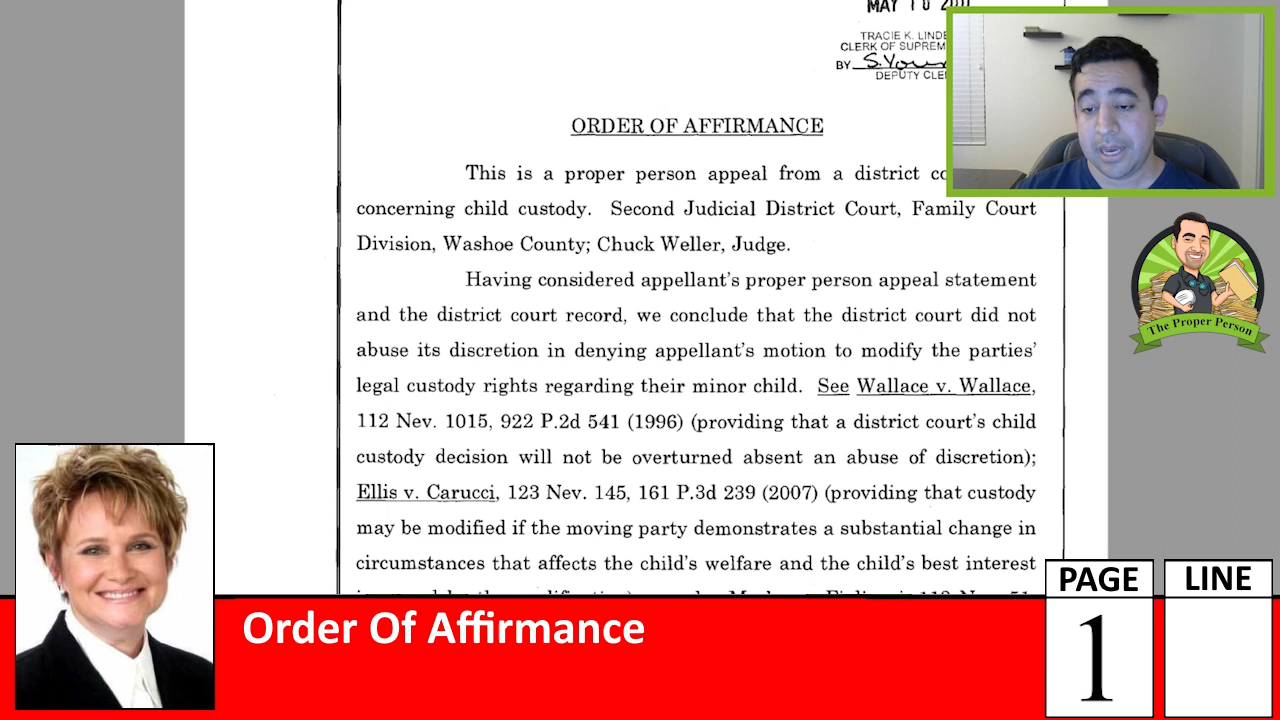 MAY 10
TRACIE K. LINDE
CLERK OF SUPREM
BY S. Youn
DEPUTY CLE
ORDER OF AFFIRMANCE
This is a proper person appeal from a district co
concerning child custody. Second Judicial District Court, Family Court
Division, Washoe County; Chuck Weller, Judge.
Having considered appellant's proper person appeal statement
and the district court record, we conclude that the district court did not
abuse its discretion in denying appellant's motion to modify the parties'
legal custody rights regarding their minor child. See Wallace v. Wallace,
112 Nev. 1015, 922 P.2d 541 (1996) (providing that a district court's child
custody decision will not be overturned absent an abuse of discretion);
Ellis v. Carucci, 123 Nev. 145, 161 P.3d 239 (2007) (providing that custody
may be modified if the moving party demonstrates a substantial change in
circumstances that affects the child's welfare and the child's best interest
The Proper Person
Order Of Affirmance
PAGE
1
LINE